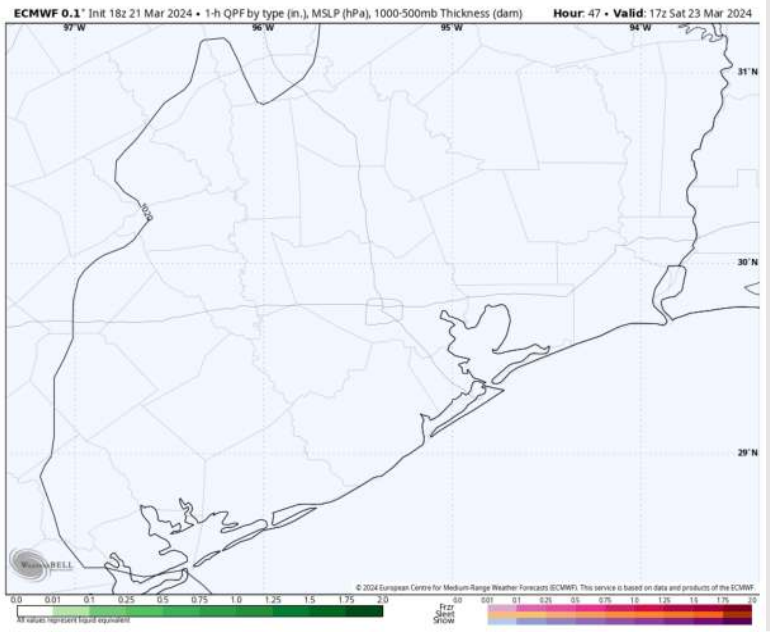 ECMWF 0.1° Init 18z 21 Mar 2024 • 1-h QPF by type (in.), MSLP (hPa), 1000-500mb Thickness (dam) Hour: 47 • Valid: 17z Sat 23 Mar 2024
97°W 96°W 95°W 94°W
31°N
1020
30°N
29°N
WEATHERBELL
© 2024 European Centre for Medium-Range Weather Forecasts (ECMWF). This service is based on data and products of the ECMWF
0.0 0.01 0.1 0.25 0.5 0.75 1.0 1.25 1.5 1.75 2.0
All values represent liquid equivalent
0.0 0.01 0.1 0.25 0.5 0.75 1.0 1.25 1.5 1.75 2.0
Frzr
Sleet
Snow